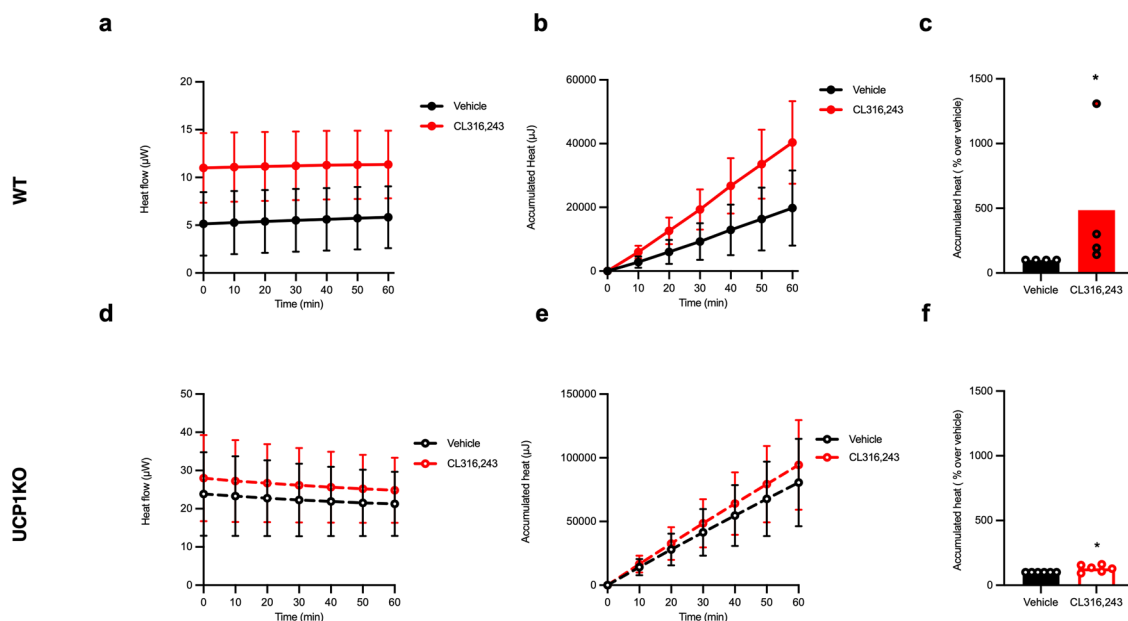 a
b
c
WT
Heat flow (µW)
20
15
10
5
0
0 10 20 30 40 50 60
Time (min)
Vehicle
CL316,243
Accumulated Heat (µJ)
60000
40000
20000
0
0 10 20 30 40 50 60
Time (min)
Vehicle
CL316,243
Accumulated heat ( % over vehicle)
1500
1000
500
0
*
Vehicle CL316,243
d
e
f
UCP1KO
Heat flow (µW)
50
40
30
20
10
0
0 10 20 30 40 50 60
Time (min)
Vehicle
CL316,243
Accumulated heat (µJ)
150000
100000
50000
0
0 10 20 30 40 50 60
Time (min)
Vehicle
CL316,243
Accumulated heat ( % over vehicle)
1500
1000
500
0
*
Vehicle CL316,243